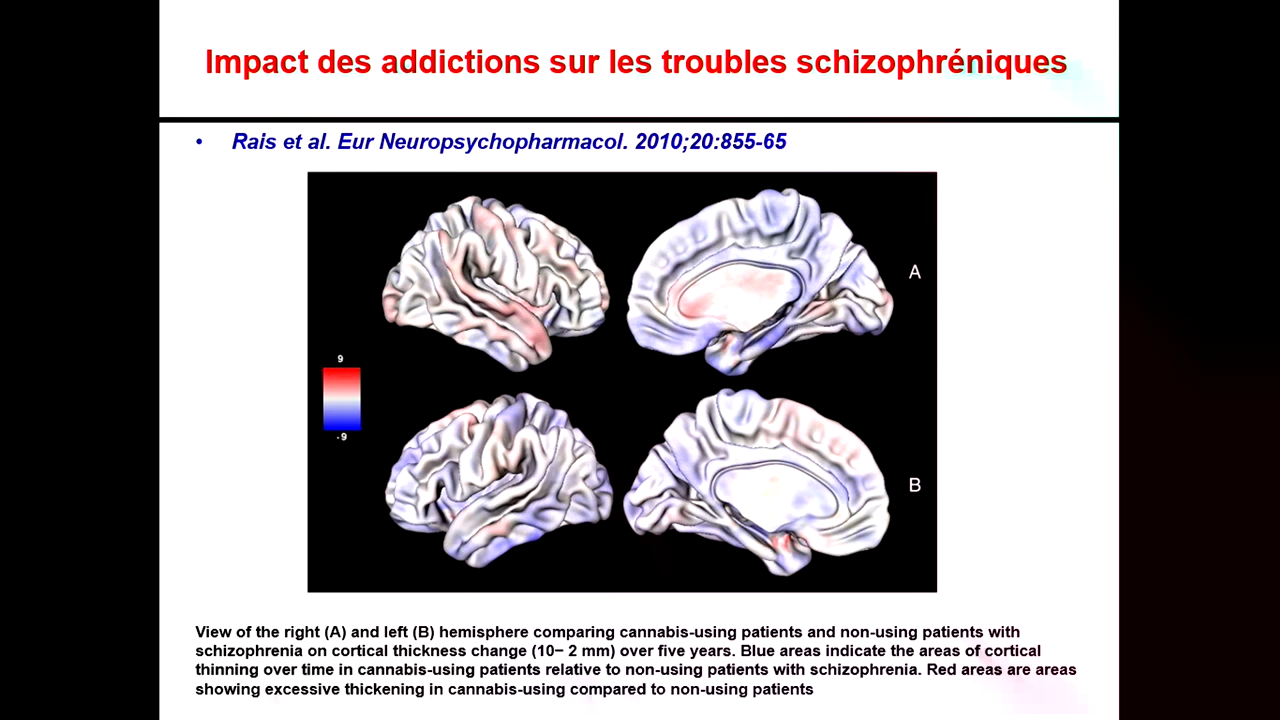 Impact des addictions sur les troubles schizophréniques
• Rais et al. Eur Neuropsychopharmacol. 2010;20:855-65
A
9
-9
B
View of the right (A) and left (B) hemisphere comparing cannabis-using patients and non-using patients with
schizophrenia on cortical thickness change (10− 2 mm) over five years. Blue areas indicate the areas of cortical
thinning over time in cannabis-using patients relative to non-using patients with schizophrenia. Red areas are areas
showing excessive thickening in cannabis-using compared to non-using patients